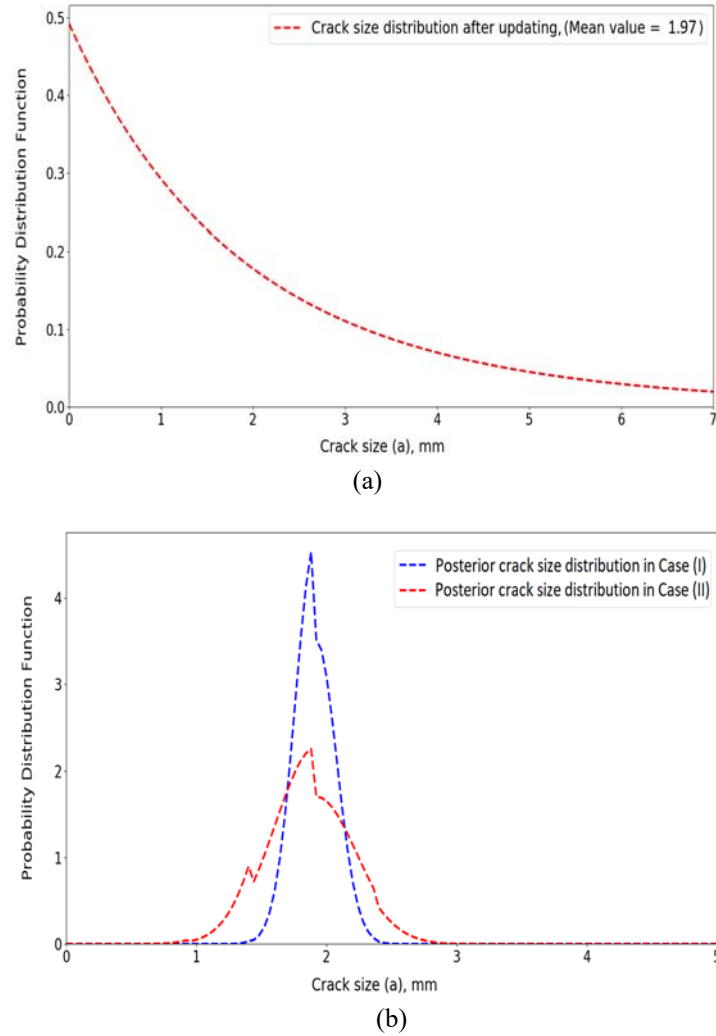 0.5
Crack size distribution after updating, (Mean value = 1.97 )
0.4
0.3
0.2
0.1
0.0
Probability Distribution Function
0 1 2 3 4 5 6 7
Crack size (a), mm
(a)
Posterior crack size distribution in Case (I)
Posterior crack size distribution in Case (II)
4
3
2
1
0
Probability Distribution Function
0 1 2 3 4 5
Crack size (a), mm
(b)